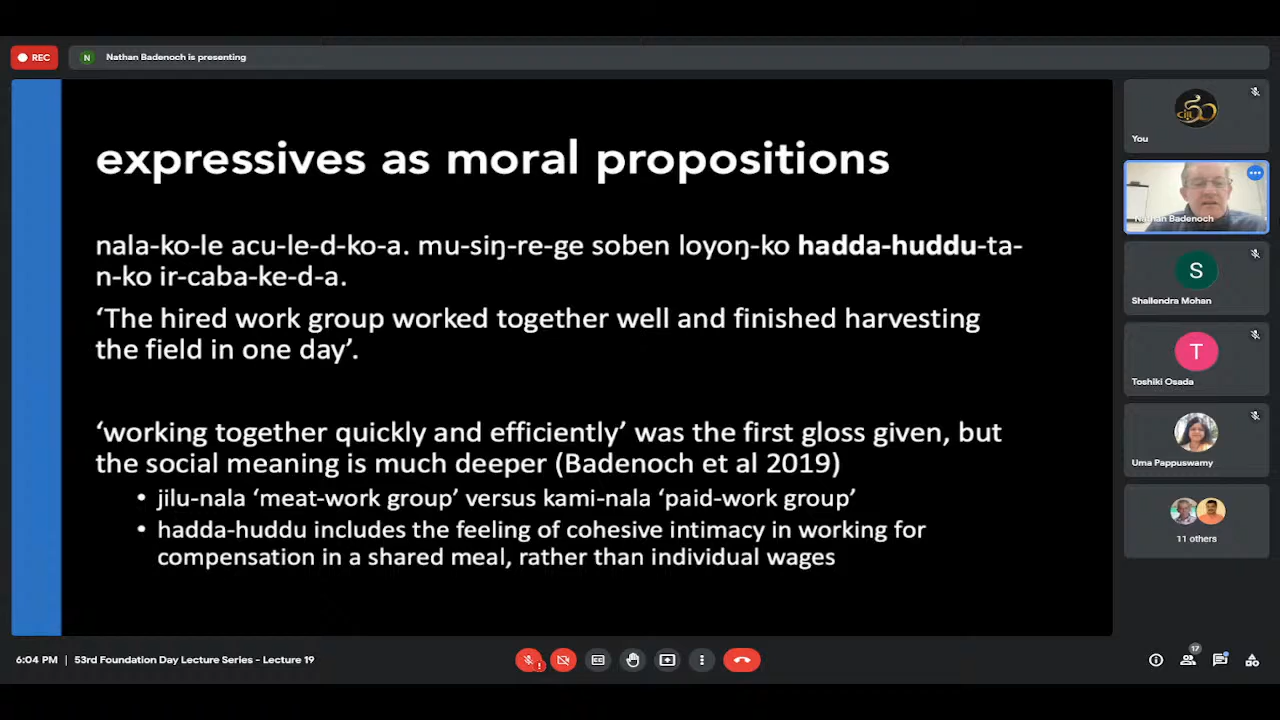 REC
N
Nathan Badenoch is presenting
expressives as moral propositions
nala-ko-le acu-le-d-ko-a. mu-siŋ-re-ge soben loyoŋ-ko hadda-huddu-ta-
n-ko ir-caba-ke-d-a.
‘The hired work group worked together well and finished harvesting
the field in one day’.
‘working together quickly and efficiently’ was the first gloss given, but
the social meaning is much deeper (Badenoch et al 2019)
• jilu-nala ‘meat-work group’ versus kami-nala ‘paid-work group’
• hadda-huddu includes the feeling of cohesive intimacy in working for
compensation in a shared meal, rather than individual wages
You
Nathan Badenoch
S
Shailendra Mohan
T
Toshiki Osada
Uma Pappuswamy
11 others
6:04 PM | 53rd Foundation Day Lecture Series - Lecture 19
17